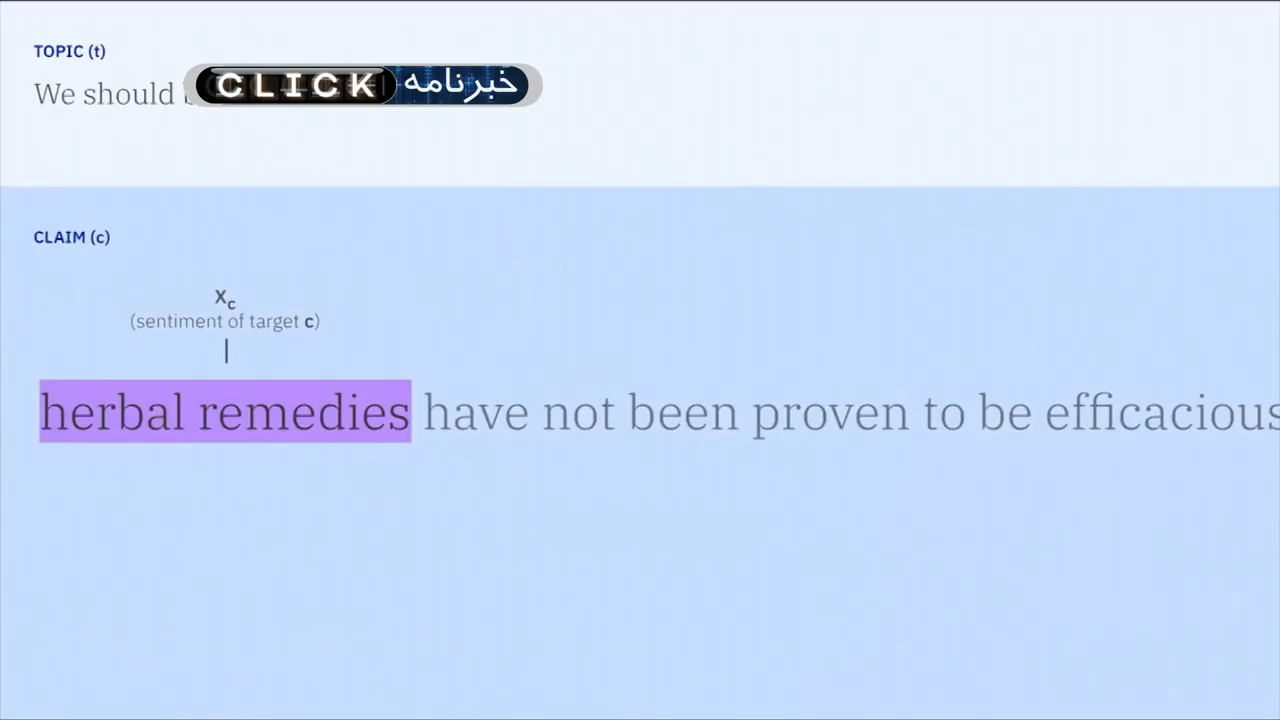 TOPIC (t)
We should
CLICK خبرنامه
CLAIM (c)
xc
(sentiment of target c)
herbal remedies have not been proven to be efficacious